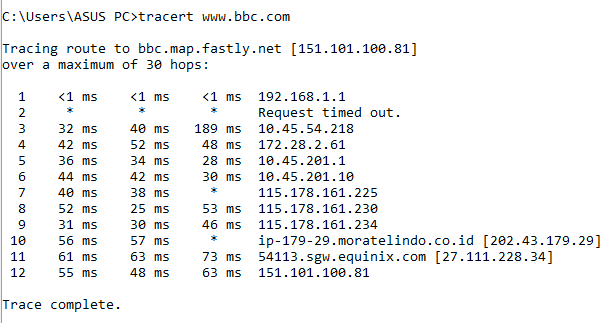 C:\Users\ASUS PC>tracert www.bbc.com
Tracing route to bbc.map.fastly.net [151.101.100.81]
over a maximum of 30 hops:
1 <1 ms <1 ms <1 ms 192.168.1.1
2 * * * Request timed out.
3 32 ms 40 ms 189 ms 10.45.54.218
4 42 ms 52 ms 48 ms 172.28.2.61
5 36 ms 34 ms 28 ms 10.45.201.1
6 44 ms 42 ms 30 ms 10.45.201.10
7 40 ms 38 ms * 115.178.161.225
8 52 ms 25 ms 53 ms 115.178.161.230
9 31 ms 30 ms 46 ms 115.178.161.234
10 56 ms 57 ms * ip-179-29.moratelindo.co.id [202.43.179.29]
11 61 ms 63 ms 73 ms 54113.sgw.equinix.com [27.111.228.34]
12 55 ms 48 ms 63 ms 151.101.100.81
Trace complete.